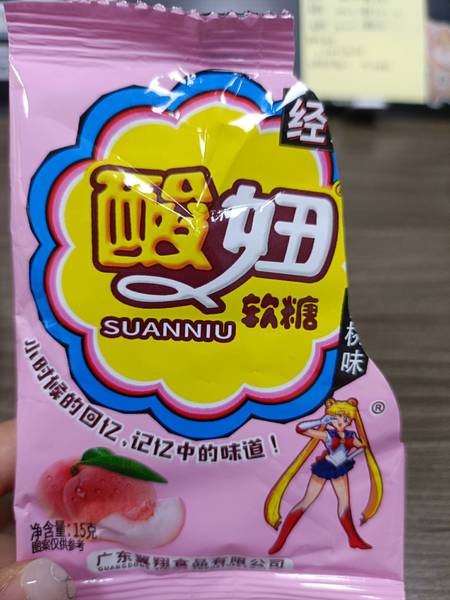 经
酸妞
软糖
SUANNIU
桃
味
®
小时候的回忆,记忆中的味道!
净含量:15克
图案仅供参考
广东翼翔食品有限公司